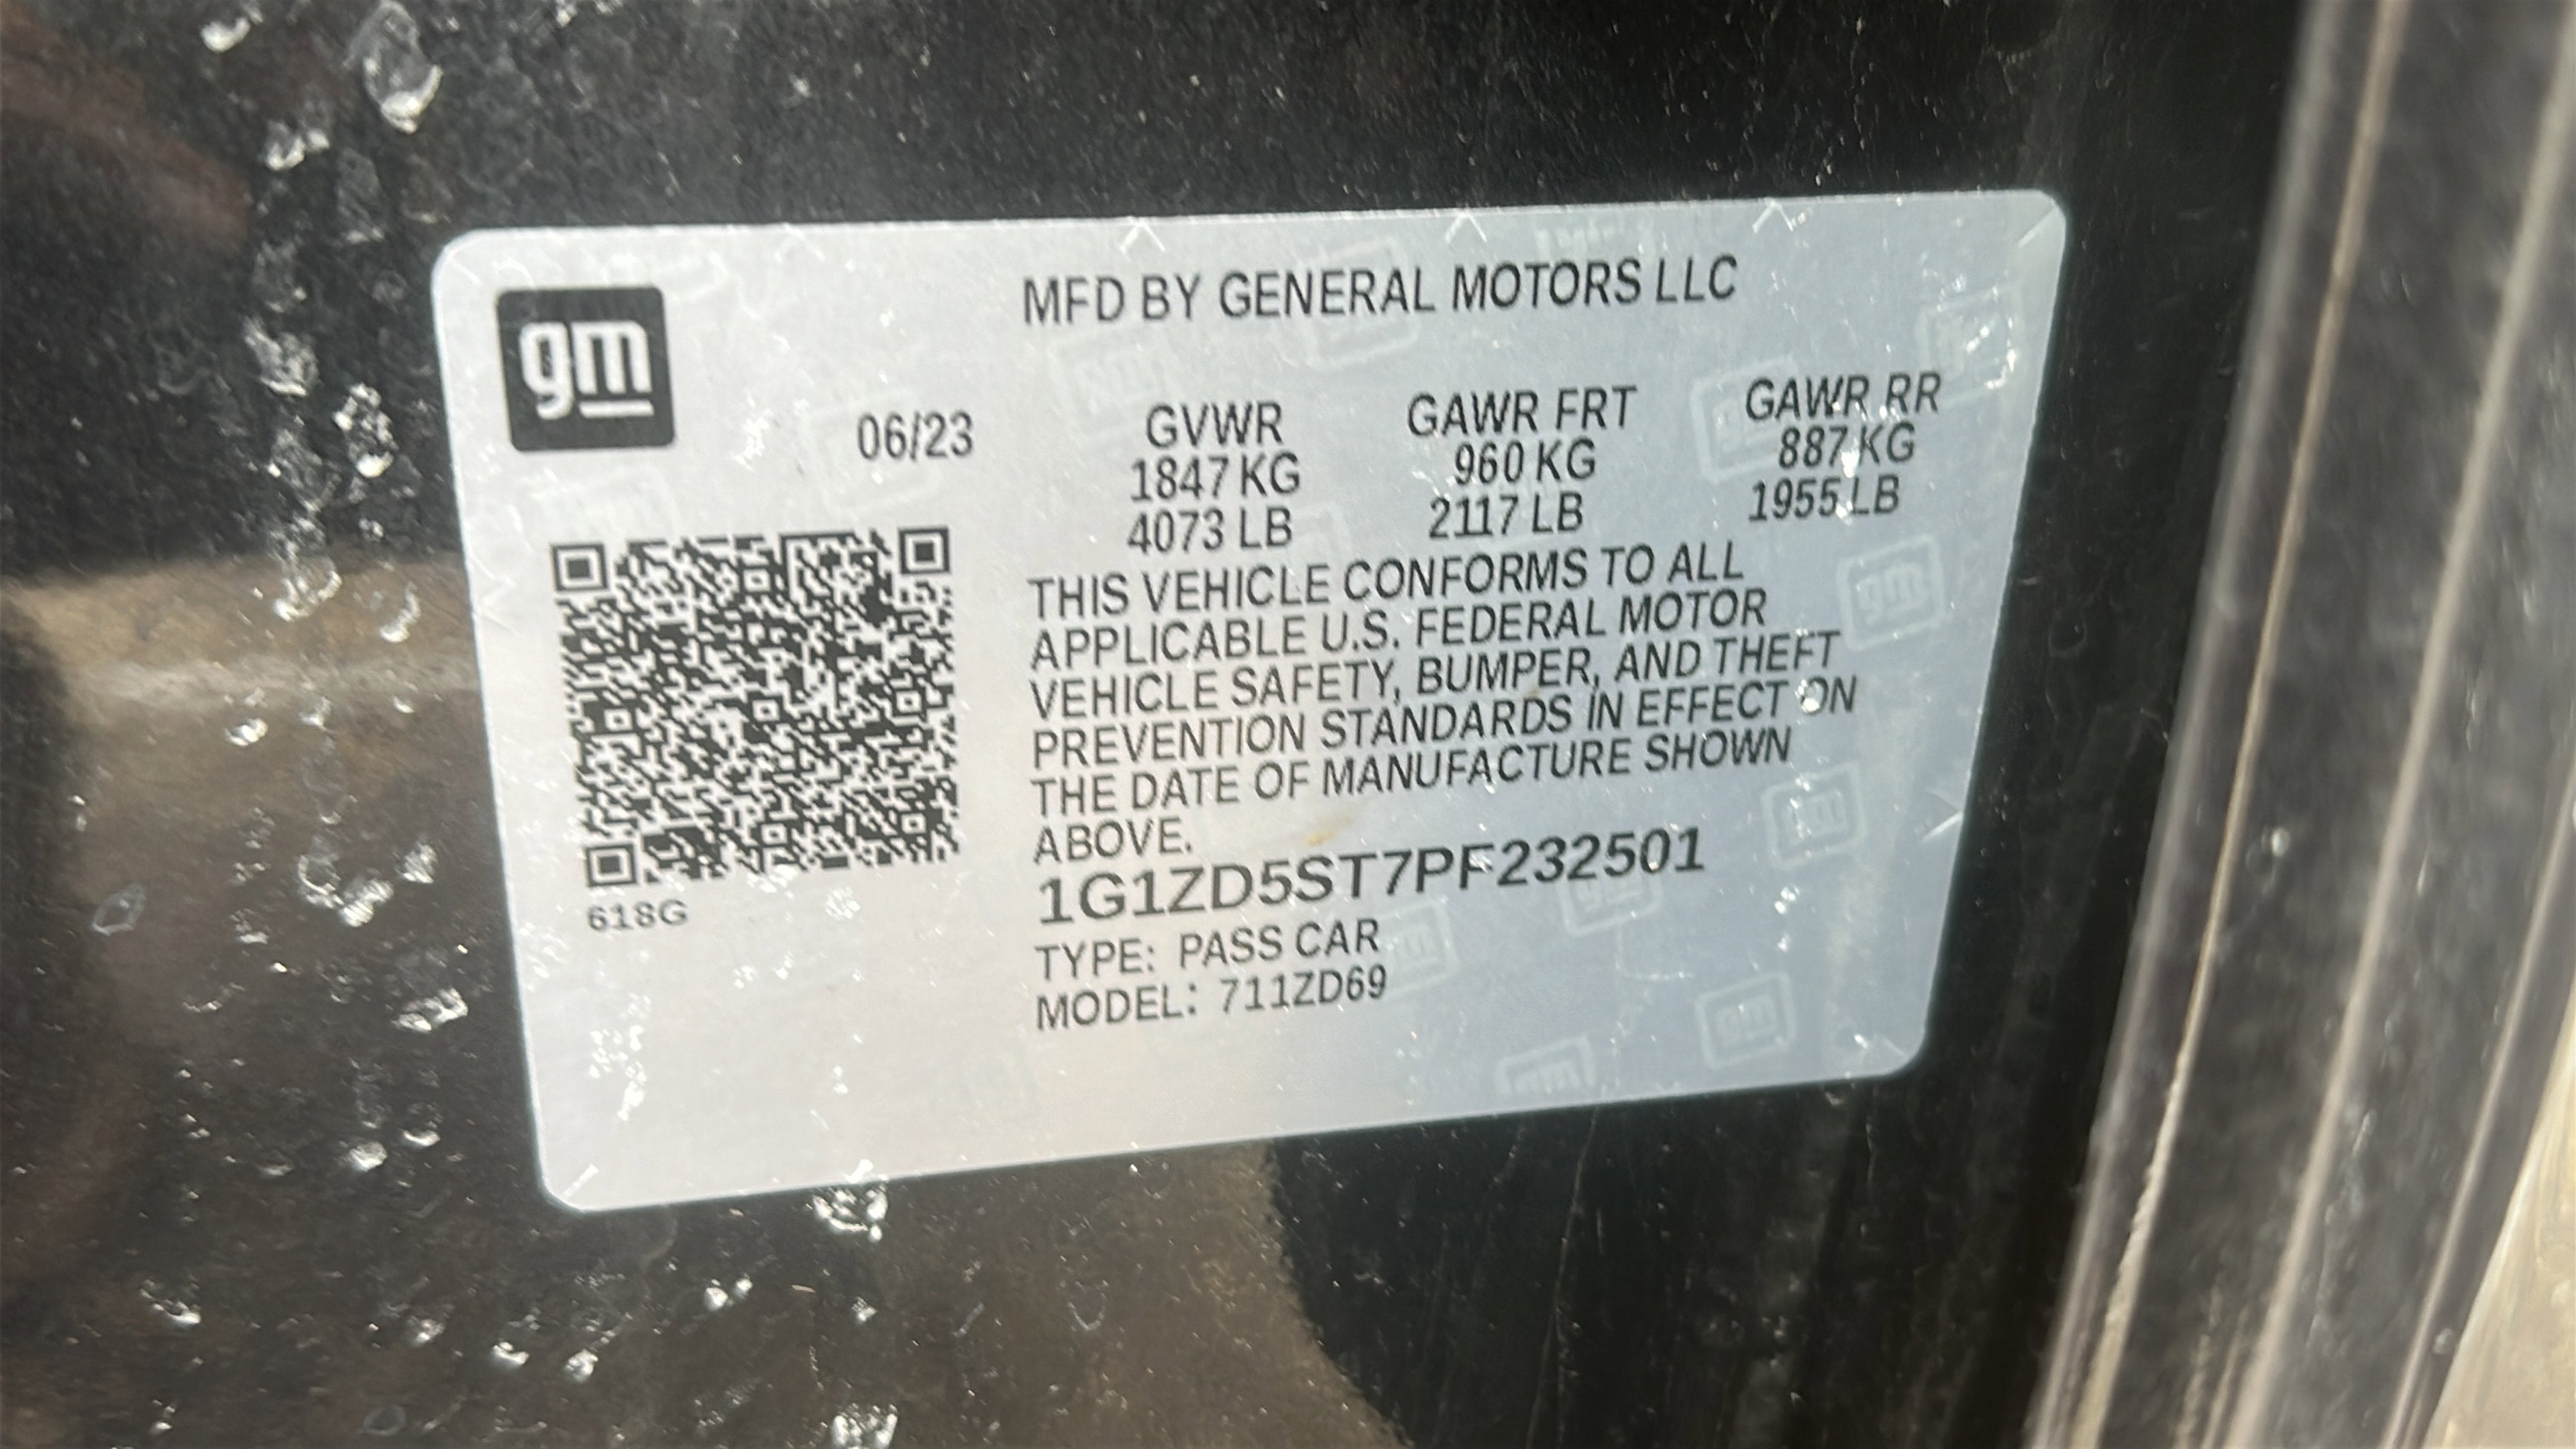 gm
MFD BY GENERAL MOTORS LLC
06/23
GVWR GAWR FRT GAWR RR
1847 KG 960 KG 887 KG
4073 LB 2117 LB 1955 LB
THIS VEHICLE CONFORMS TO ALL
APPLICABLE U.S. FEDERAL MOTOR
VEHICLE SAFETY, BUMPER, AND THEFT
PREVENTION STANDARDS IN EFFECT ON
THE DATE OF MANUFACTURE SHOWN
ABOVE.
1G1ZD5ST7PF232501
618G
TYPE: PASS CAR
MODEL: 711ZD69